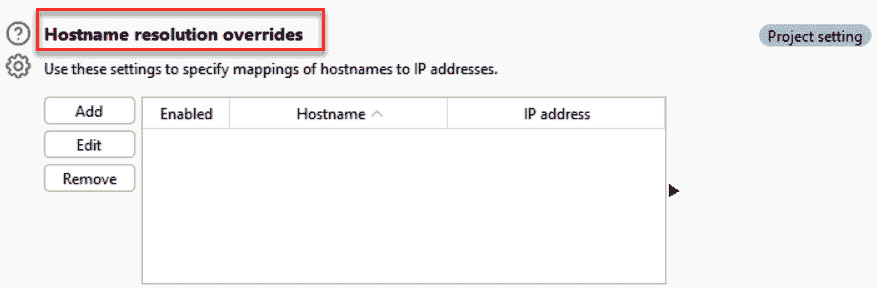 Hostname resolution overrides
Project setting
Use these settings to specify mappings of hostnames to IP addresses.
Add
Enabled Hostname IP address
Edit
Remove